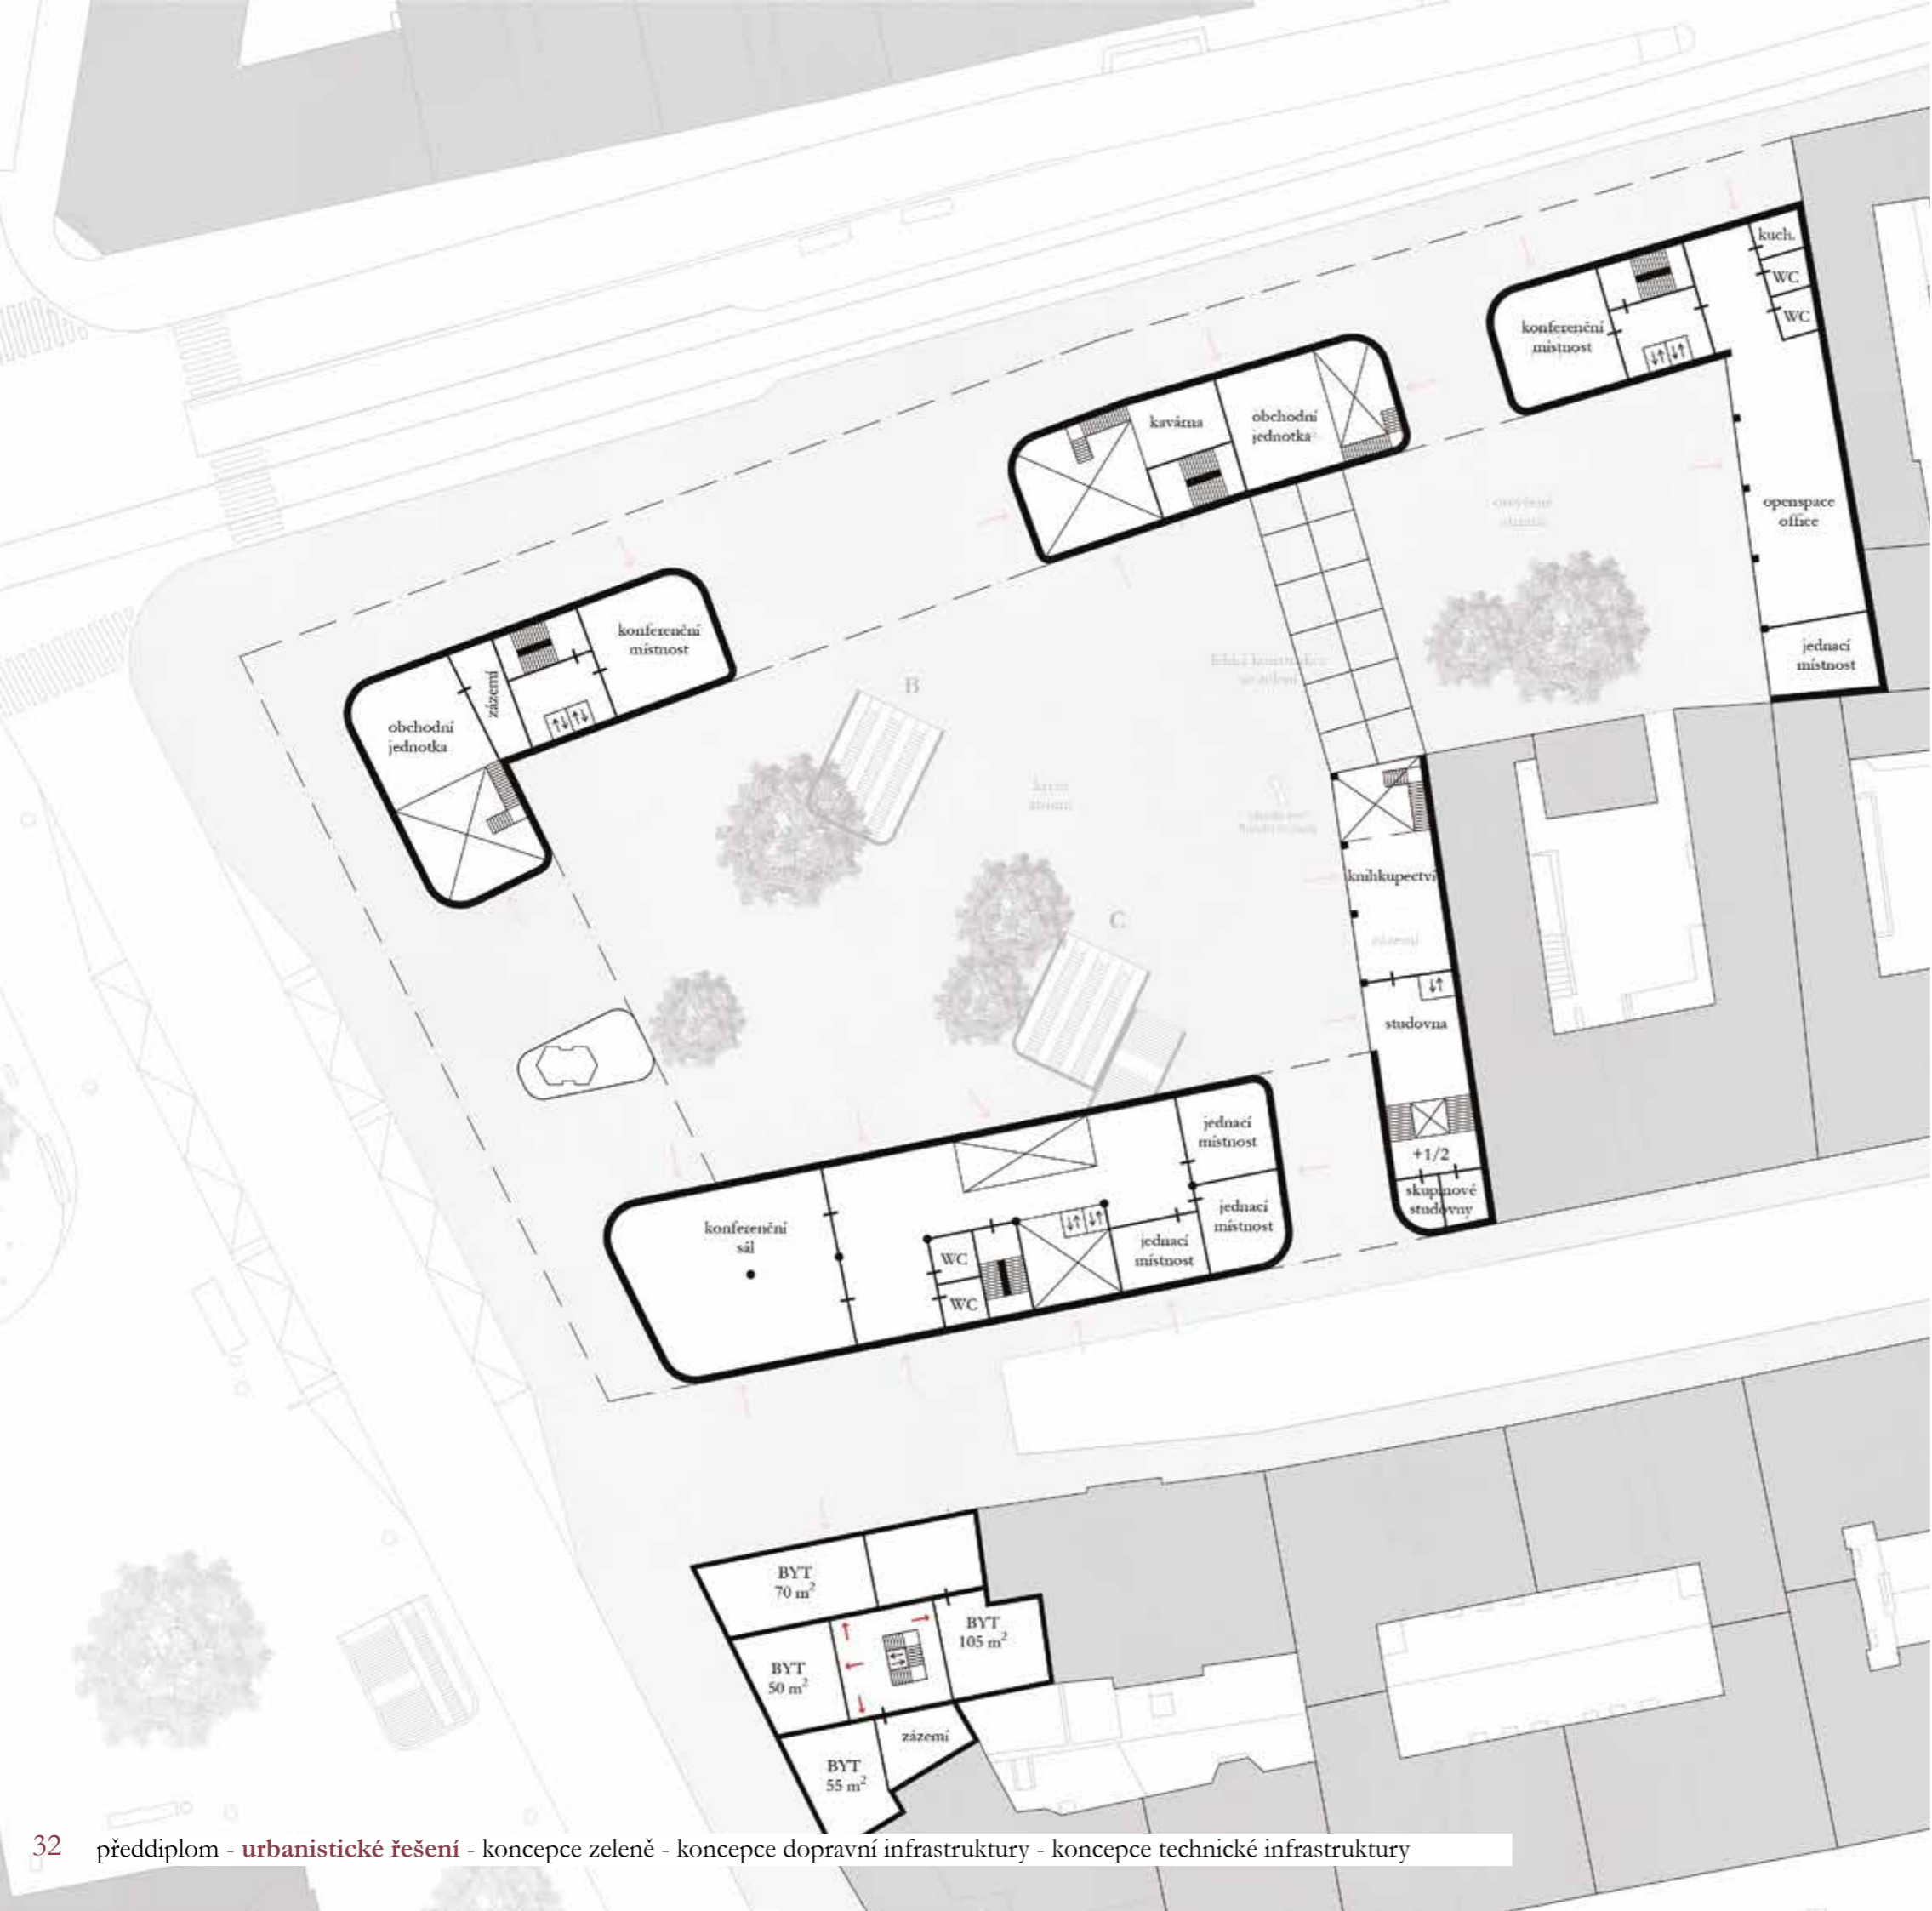 kuch.
WC
WC
konferenční
místnost
kavárna
obchodní
jednotka
openspace
office
jednací
místnost
konferenční
místnost
zázemí
obchodní
jednotka
B
C
knihkupectví
zázemí
studovna
+1/2
skupinové
studovny
jednací
místnost
jednací
místnost
jednací
místnost
konferenční
sál
WC
WC
BYT
70 m²
BYT
105 m²
BYT
50 m²
zázemí
BYT
55 m²
32 předdiplom - urbanistické řešení - koncepce zeleně - koncepce dopravní infrastruktury - koncepce technické infrastruktury